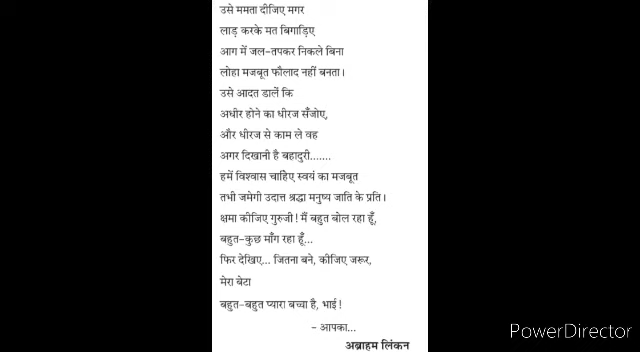 उसे ममता दीजिए मगर
लाड़ करके मत बिगाड़िए
आग में जल-तपकर निकले बिना
लोहा मजबूत फौलाद नहीं बनता।
उसे आदत डालें कि
अधीर होने का धीरज सँजोए,
और धीरज से काम ले वह
अगर दिखानी है बहादुरी.......
हमें विश्वास चाहिए स्वयं का मजबूत
तभी जमेगी उदात्त श्रद्धा मनुष्य जाति के प्रति।
क्षमा कीजिए गुरुजी! मैं बहुत बोल रहा हूँ,
बहुत-कुछ माँग रहा हूँ...
फिर देखिए... जितना बने, कीजिए जरूर,
मेरा बेटा
बहुत-बहुत प्यारा बच्चा है, भाई!
- आपका...
अब्राहम लिंकन
PowerDirector